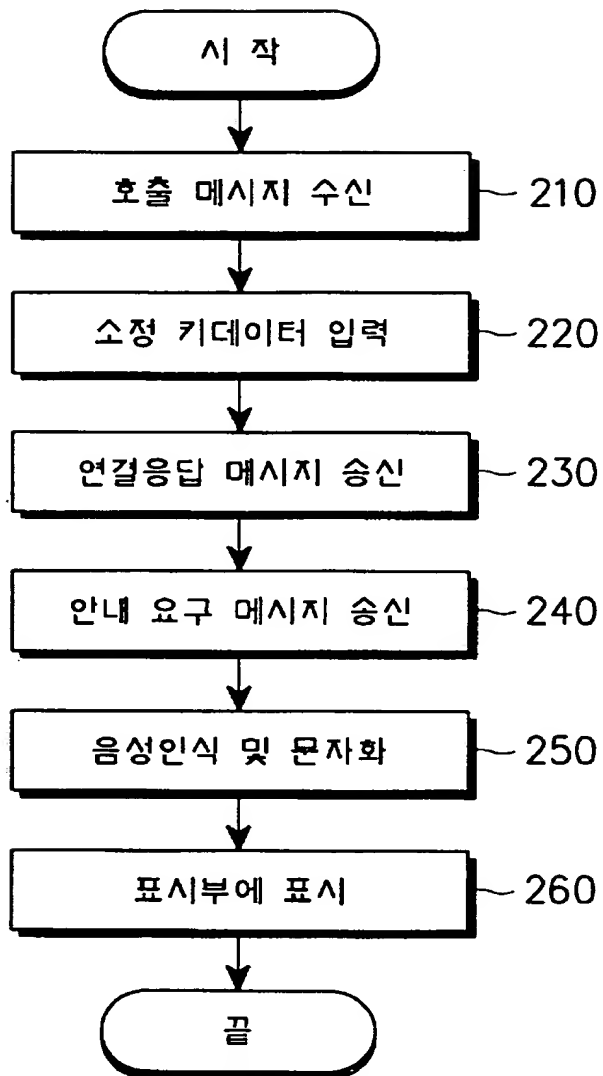 시 작
호출 메시지 수신 210
소정 키데이터 입력 220
연결응답 메시지 송신 230
안내 요구 메시지 송신 240
음성인식 및 문자화 250
표시부에 표시 260
끝